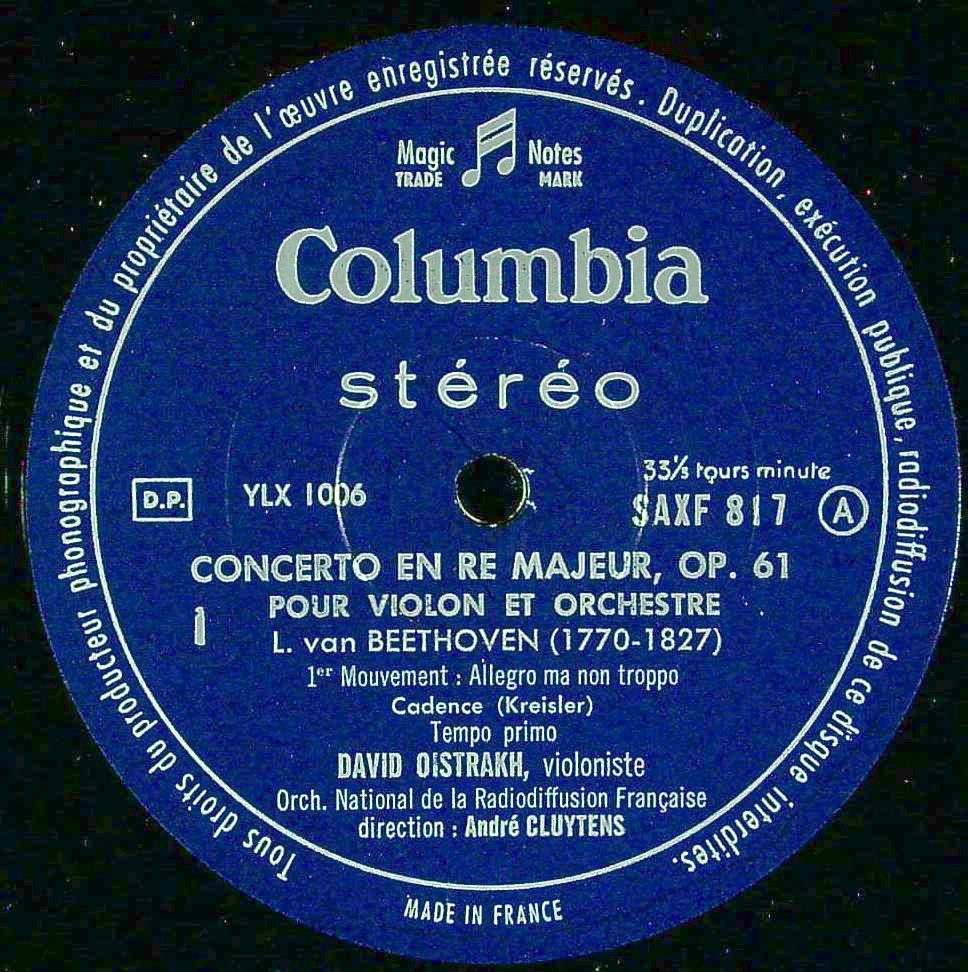 Tous droits du producteur phonographique et du propriétaire de l'œuvre enregistrée réservés. Duplication, exécution publique, radiodiffusion de ce disque interdites.
Magic Notes
TRADE MARK
Columbia
stéréo
33⅓ tours minute
D.P. YLX 1006 SAXF 817 A
CONCERTO EN RE MAJEUR, OP. 61
POUR VIOLON ET ORCHESTRE
1 L. van BEETHOVEN (1770-1827)
1er Mouvement : Allegro ma non troppo
Cadence (Kreisler)
Tempo primo
DAVID OISTRAKH, violoniste
Orch. National de la Radiodiffusion Française
direction : André CLUYTENS
MADE IN FRANCE